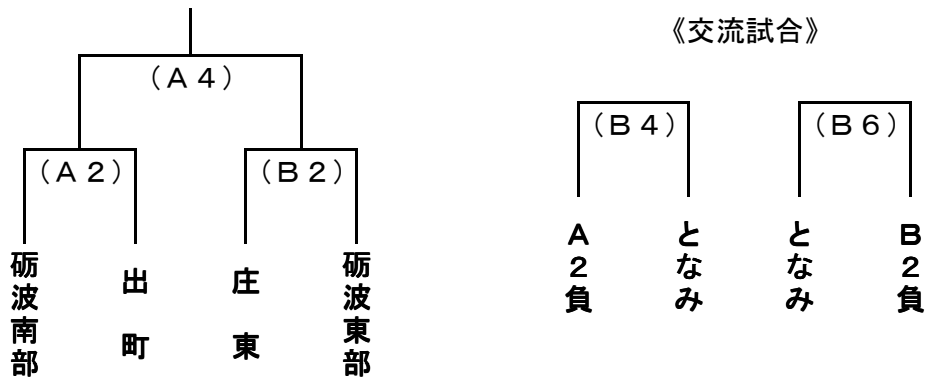 《交流試合》
（Ａ４）
（Ａ２）
（Ｂ２）
砺波南部
出町
庄東
砺波東部
（Ｂ４）
（Ｂ６）
Ａ２負
となみ
となみ
Ｂ２負